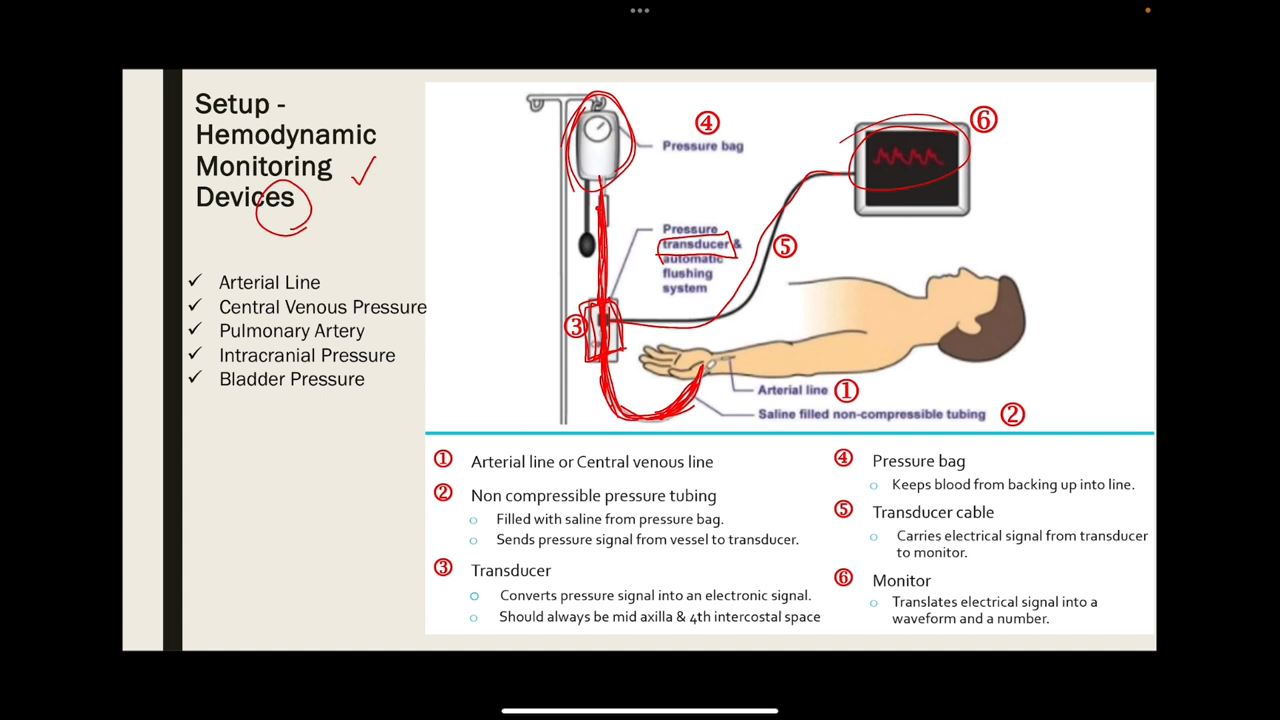 Setup -
Hemodynamic
Monitoring
Devices
✓ Arterial Line
✓ Central Venous Pressure
✓ Pulmonary Artery
✓ Intracranial Pressure
✓ Bladder Pressure
④
Pressure bag
⑥
Pressure
transducer &
automatic
flushing
system
⑤
③
Arterial line ①
Saline filled non-compressible tubing ②
① Arterial line or Central venous line
② Non compressible pressure tubing
o Filled with saline from pressure bag.
o Sends pressure signal from vessel to transducer.
③ Transducer
o Converts pressure signal into an electronic signal.
o Should always be mid axilla & 4th intercostal space
④ Pressure bag
o Keeps blood from backing up into line.
⑤ Transducer cable
o Carries electrical signal from transducer
to monitor.
⑥ Monitor
o Translates electrical signal into a
waveform and a number.